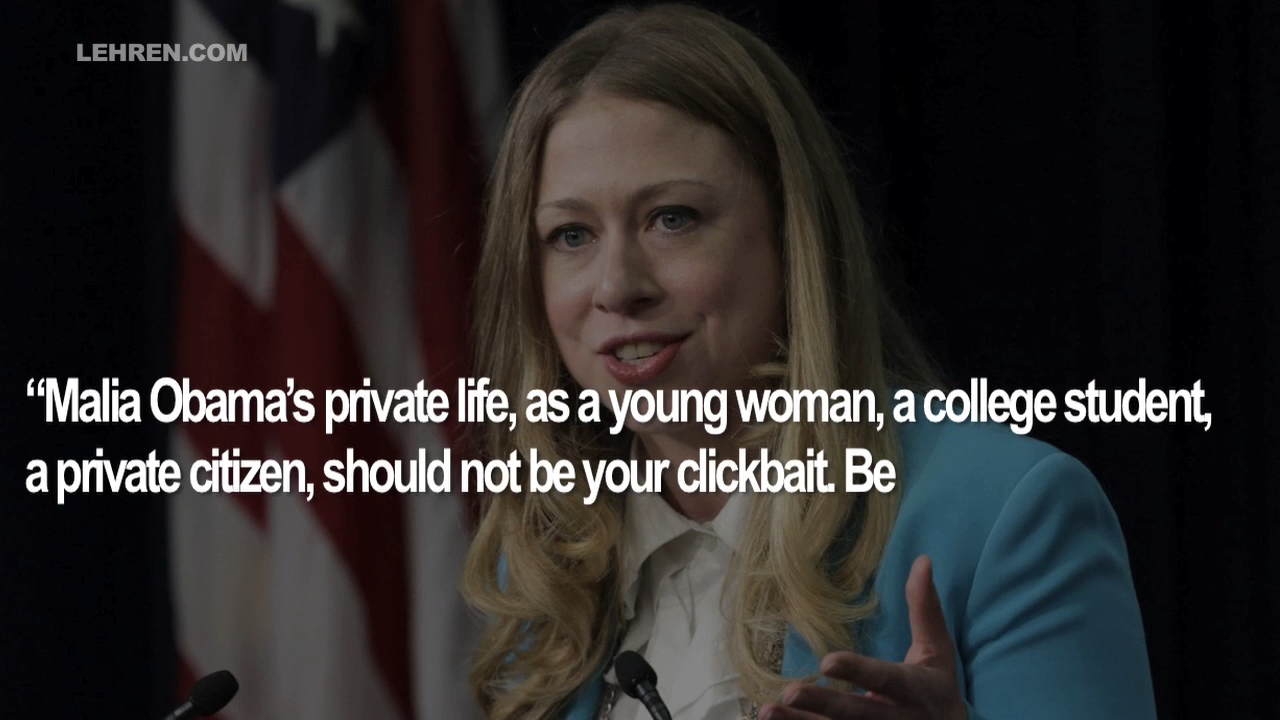 LEHREN.COM
“Malia Obama’s private life, as a young woman, a college student,
a private citizen, should not be your clickbait. Be